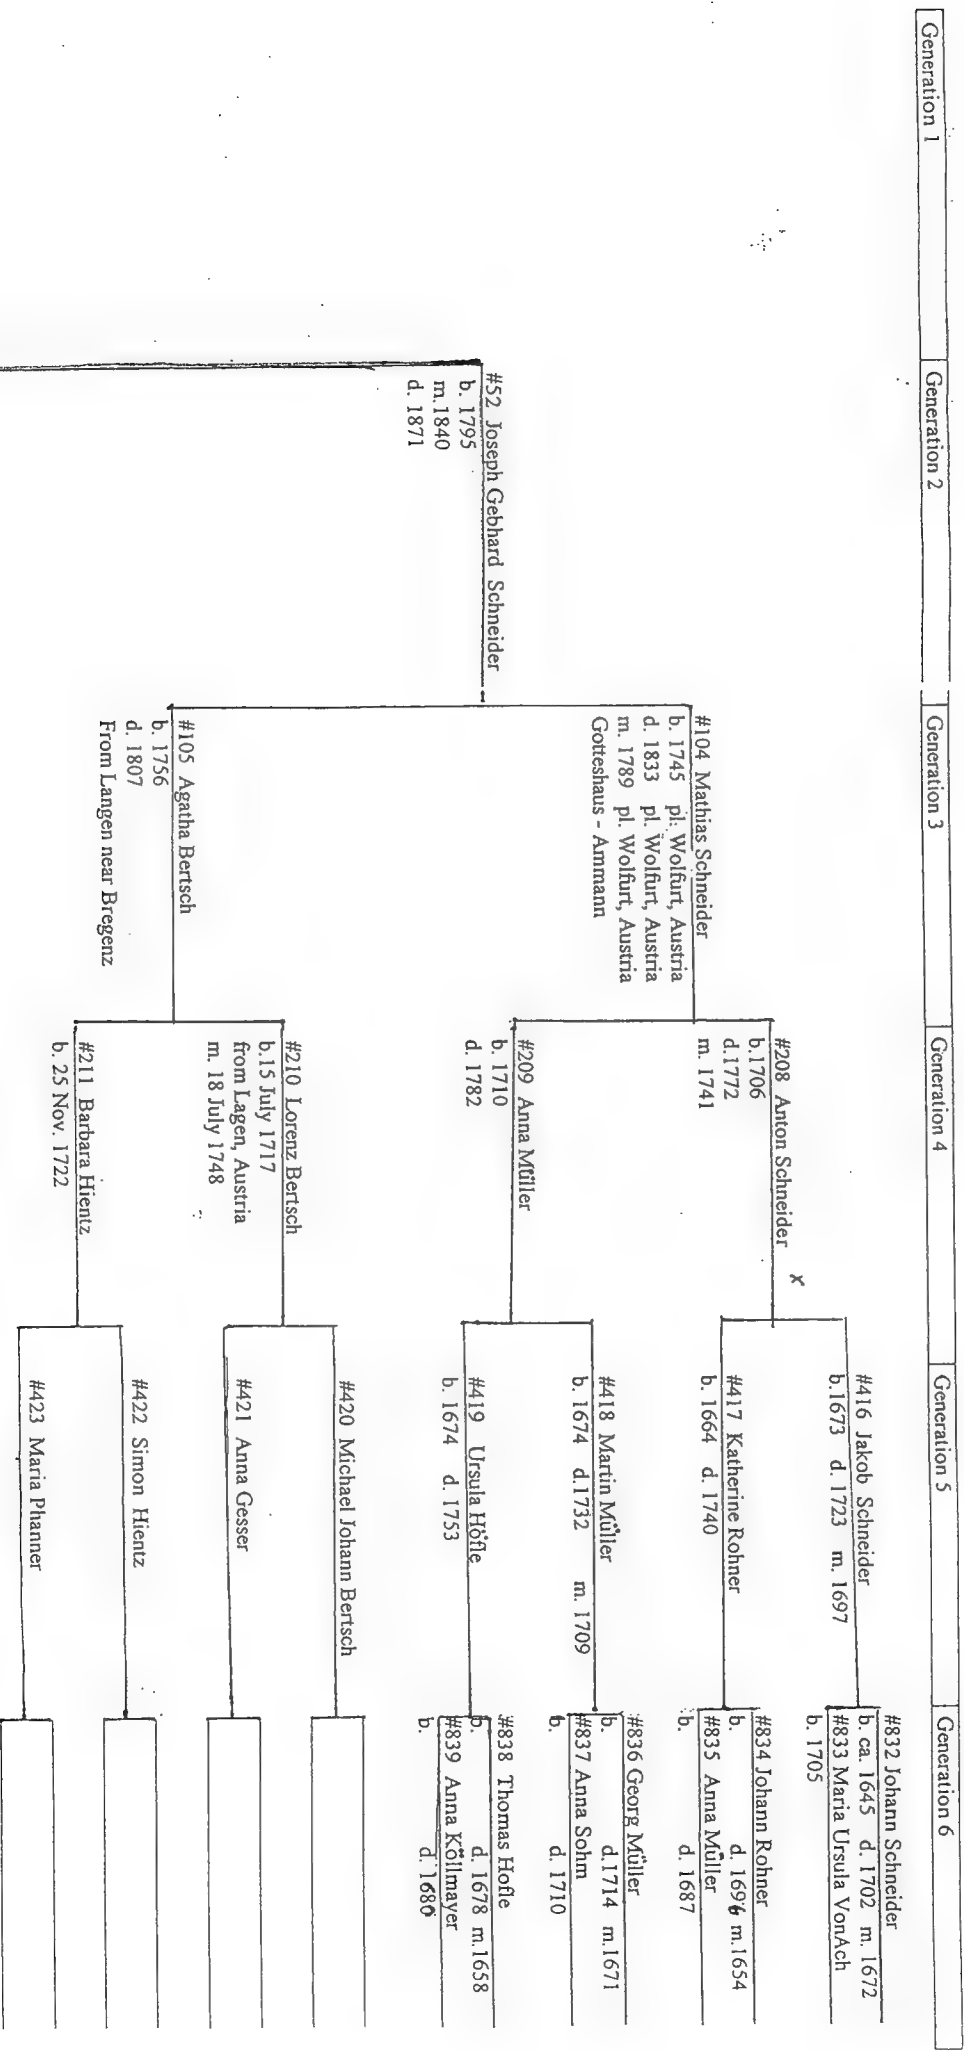 Generation 1
Generation 2
Generation 3
Generation 4
Generation 5
Generation 6
#52 Joseph Gebhard Schneider
b. 1795
m.1840
d. 1871
#104 Mathias Schneider
b. 1745 pl. Wolfurt, Austria
d. 1833 pl. Wolfurt, Austria
m. 1789 pl. Wolfurt, Austria
Gotteshaus - Ammann
#105 Agatha Bertsch
b. 1756
d. 1807
From Langen near Bregenz
#208 Anton Schneider x
b.1706
d.1772
m. 1741
#209 Anna Müller
b. 1710
d. 1782
#210 Lorenz Bertsch
b.15 July 1717
from Lagen, Austria
m. 18 July 1748
#211 Barbara Hientz
b. 25 Nov. 1722
#416 Jakob Schneider
b.1673 d. 1723 m. 1697
#417 Katherine Rohner
b. 1664 d. 1740
#418 Martin Müller
b. 1674 d.1732 m. 1709
#419 Ursula Höfle
b. 1674 d. 1753
#420 Michael Johann Bertsch
#421 Anna Gesser
#422 Simon Hientz
#423 Maria Phanner
#832 Johann Schneider
b. ca. 1645 d. 1702 m. 1672
#833 Maria Ursula VonAch
b. 1705
#834 Johann Rohner
b. d. 1696 m.1654
#835 Anna Müller
b. d. 1687
#836 Georg Müller
b. d.1714 m.1671
#837 Anna Sohm
b. d. 1710
#838 Thomas Hofle
b. d. 1678 m.1658
#839 Anna Köllmayer
b. d. 1686